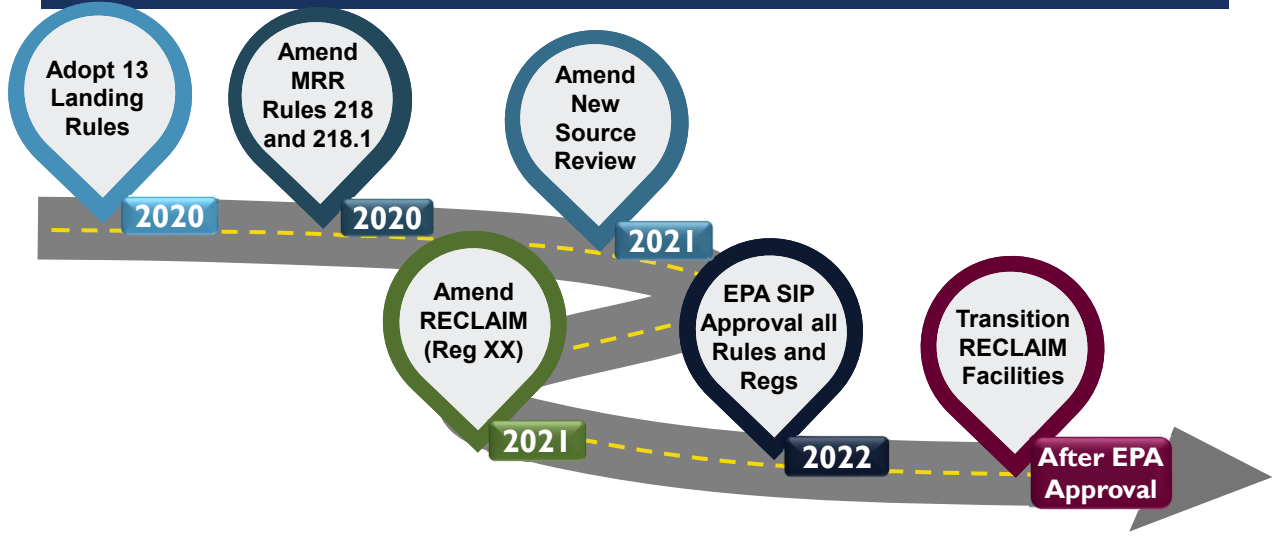 Adopt 13
Landing
Rules
2020
Amend
MRR
Rules 218
and 218.1
2020
Amend
New
Source
Review
2021
Amend
RECLAIM
(Reg XX)
2021
EPA SIP
Approval all
Rules and
Regs
2022
Transition
RECLAIM
Facilities
After EPA
Approval